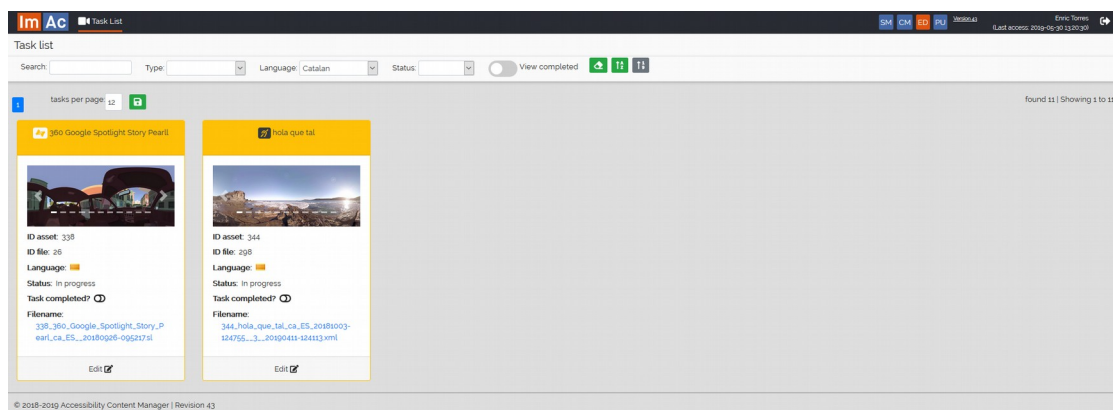 Im Ac Task List SM CM ED PU Version.43 Enric Torres
(Last access: 2019-05-30 13:20:30)
Task list
Search: Type: Language: Catalan Status: View completed
1 tasks per page: 12 found 11 | Showing 1 to 11
360 Google Spotlight Story Pearll
ID asset: 338
ID file: 26
Language:
Status: In progress
Task completed?
Filename:
338_360_Google_Spotlight_Story_P
earl_ca_ES__20180926-095217.sl
Edit
hola que tal
ID asset: 344
ID file: 298
Language:
Status: In progress
Task completed?
Filename:
344_hola_que_tal_ca_ES_20181003-
124755__3__20190411-124113.xml
Edit
© 2018-2019 Accessibility Content Manager | Revision 43